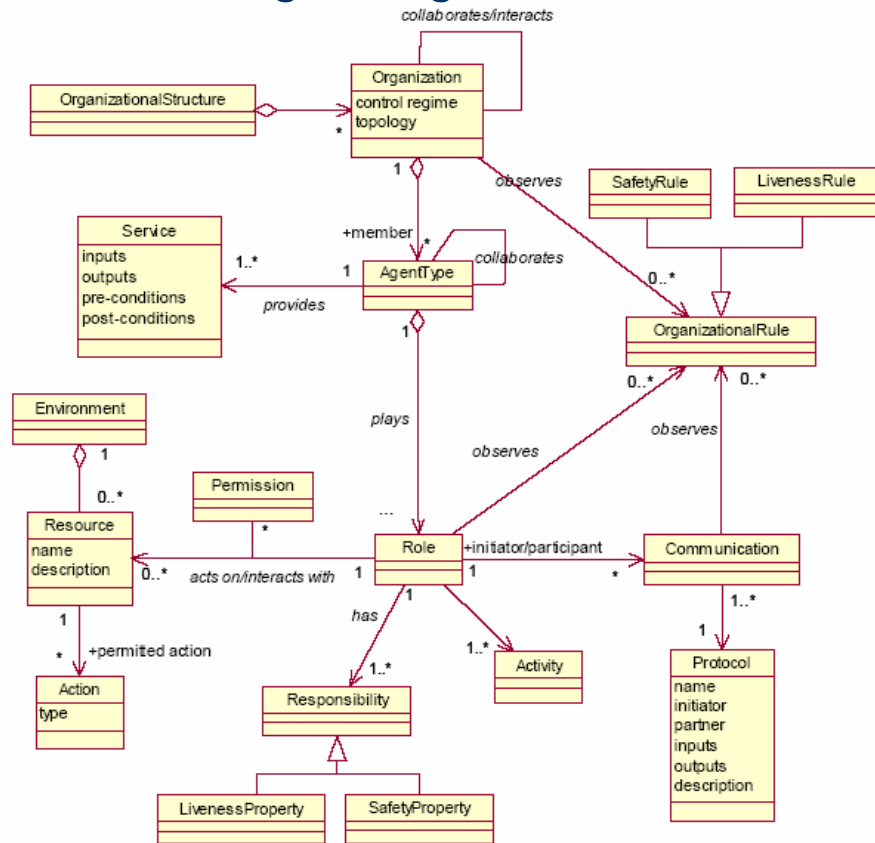 collaborates/interacts
Organization
control regime
topology
OrganizationalStructure
*
1
observes
SafetyRule
LivenessRule
Service
inputs
outputs
pre-conditions
post-conditions
+member
*
collaborates
1..*
1
AgentType
provides
0..*
1
OrganizationalRule
0..*
0..*
Environment
1
plays
observes
observes
Permission
0..*
...
*
Resource
name
description
Role
+initiator/participant
Communication
0..*
acts on/interacts with
1
1
*
1
1
has
1..*
*
+permitted action
1..*
1..*
Activity
1
Protocol
name
initiator
partner
inputs
outputs
description
Action
type
Responsibility
LivenessProperty
SafetyProperty